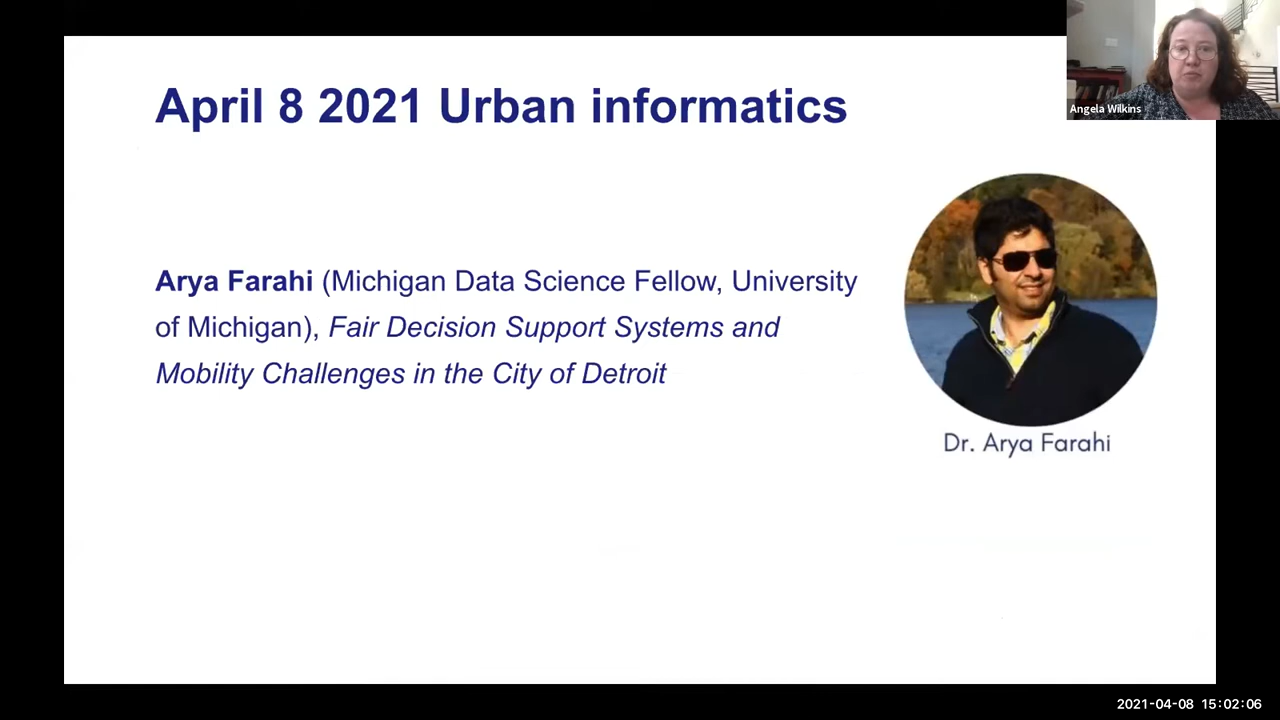 April 8 2021 Urban informatics
Angela Wilkins
Arya Farahi (Michigan Data Science Fellow, University
of Michigan), Fair Decision Support Systems and
Mobility Challenges in the City of Detroit
Dr. Arya Farahi
2021-04-08 15:02:06